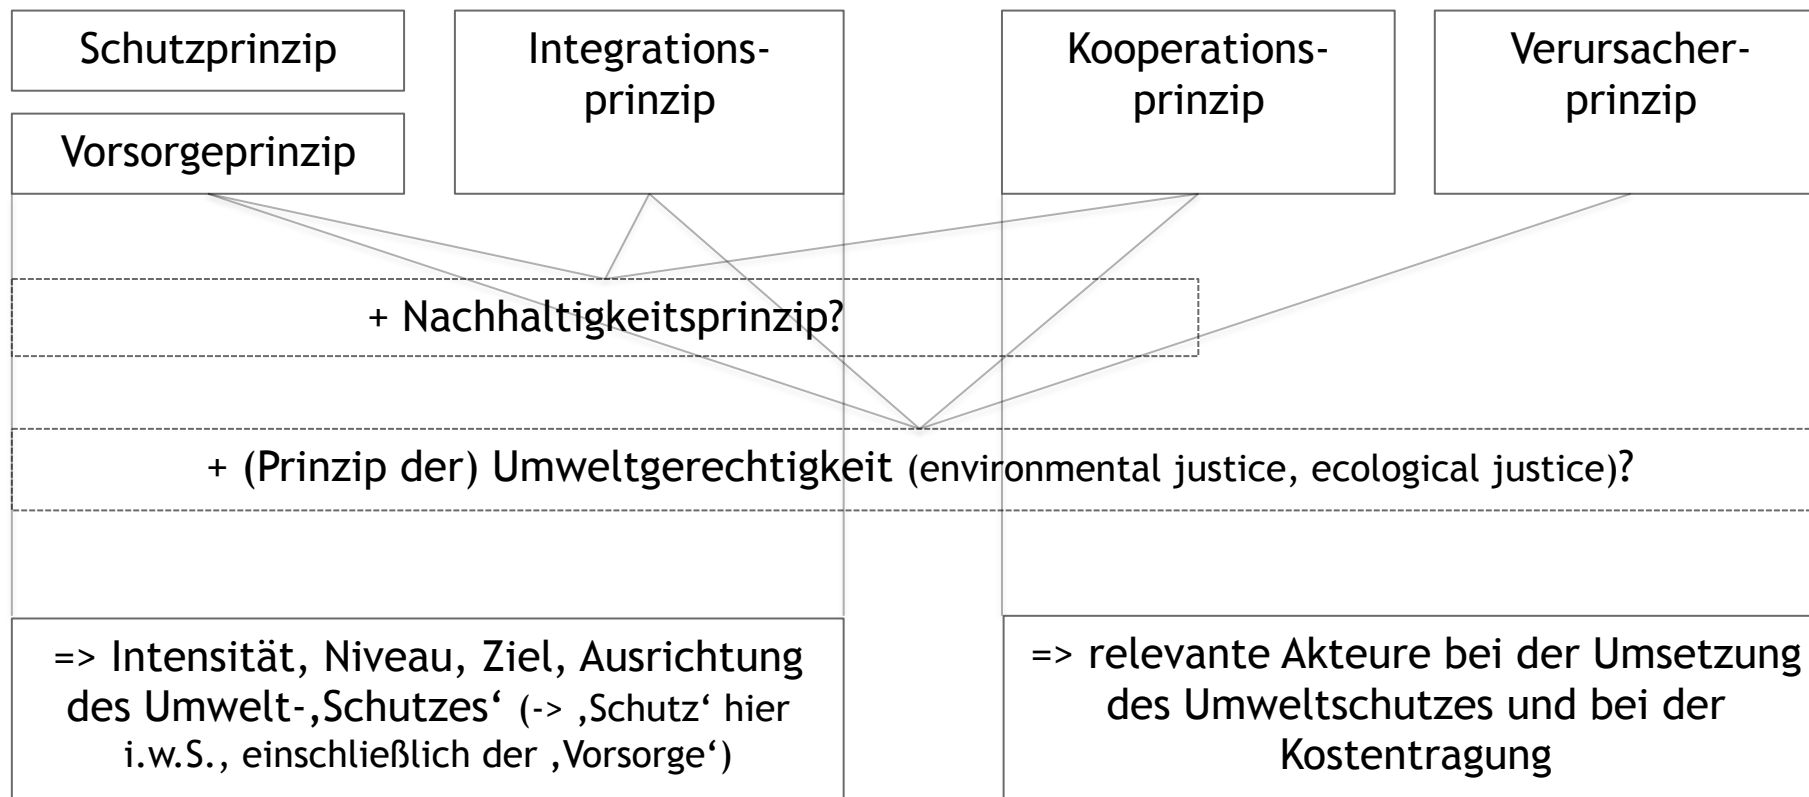 Schutzprinzip
Vorsorgeprinzip
Integrations-
prinzip
Kooperations-
prinzip
Verursacher-
prinzip
+ Nachhaltigkeitsprinzip?
+ (Prinzip der) Umweltgerechtigkeit (environmental justice, ecological justice)?
=> Intensität, Niveau, Ziel, Ausrichtung
des Umwelt-‚Schutzes‘ (-> ‚Schutz‘ hier
i.w.S., einschließlich der ‚Vorsorge‘)
=> relevante Akteure bei der Umsetzung
des Umweltschutzes und bei der
Kostentragung